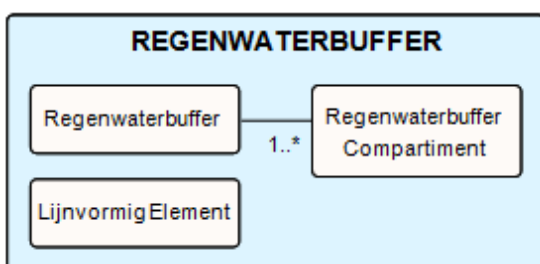 REGENWATERBUFFER
Regenwaterbuffer
1..*
Regenwaterbuffer
Compartiment
LijnvormigElement